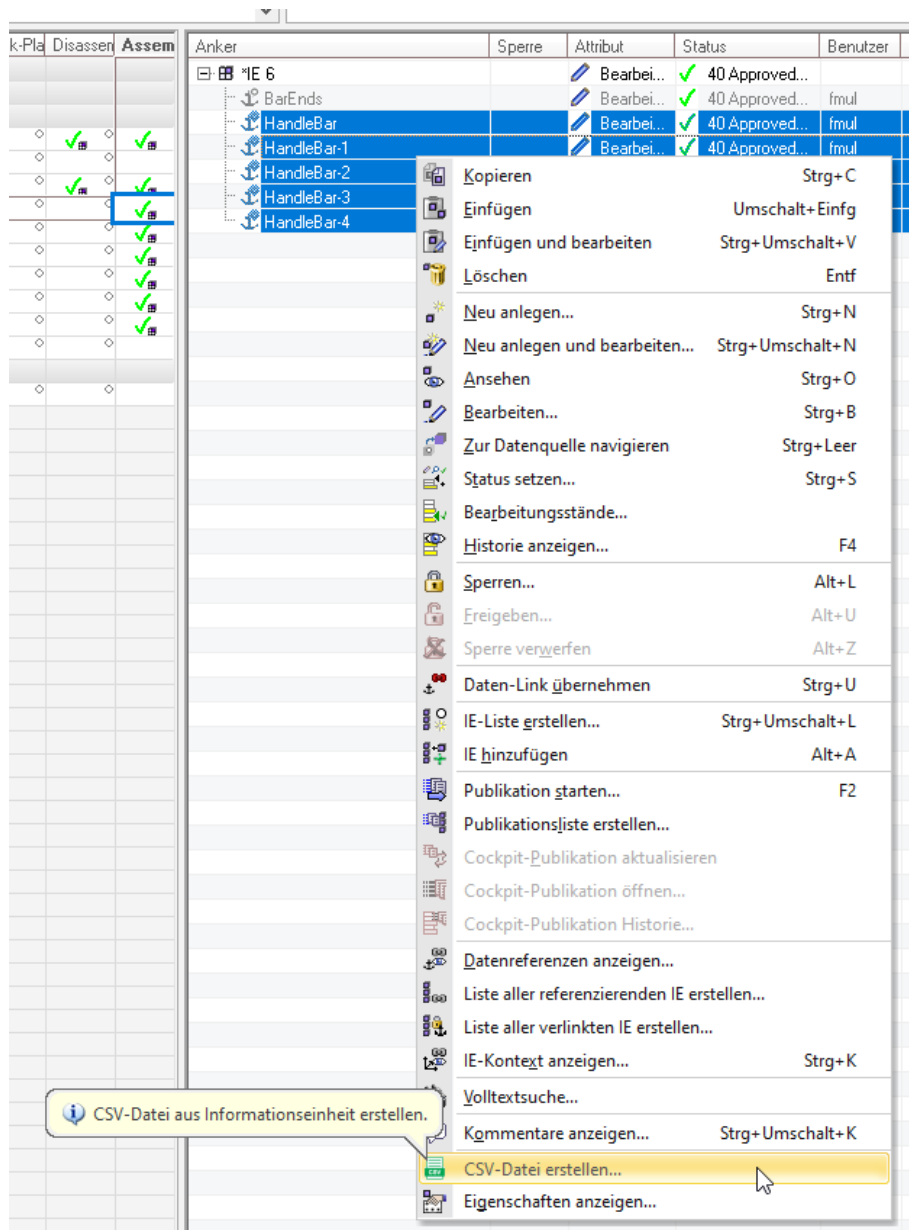 k-Pla Disassen Assem Anker Sperre Attribut Status Benutzer
*IE 6 Bearbei... 40 Approved...
BarEnds Bearbei... 40 Approved... fmul
HandleBar Bearbei... 40 Approved... fmul
HandleBar-1 Bearbei... 40 Approved... fmul
HandleBar-2
HandleBar-3
HandleBar-4
Kopieren Strg+C
Einfügen Umschalt+Einfg
Einfügen und bearbeiten Strg+Umschalt+V
Löschen Entf
Neu anlegen... Strg+N
Neu anlegen und bearbeiten... Strg+Umschalt+N
Ansehen Strg+O
Bearbeiten... Strg+B
Zur Datenquelle navigieren Strg+Leer
Status setzen... Strg+S
Bearbeitungsstände...
Historie anzeigen... F4
Sperren... Alt+L
Freigeben... Alt+U
Sperre verwerfen Alt+Z
Daten-Link übernehmen Strg+U
IE-Liste erstellen... Strg+Umschalt+L
IE hinzufügen Alt+A
Publikation starten... F2
Publikationsliste erstellen...
Cockpit-Publikation aktualisieren
Cockpit-Publikation öffnen...
Cockpit-Publikation Historie...
Datenreferenzen anzeigen...
Liste aller referenzierenden IE erstellen...
Liste aller verlinkten IE erstellen...
IE-Kontext anzeigen... Strg+K
Volltextsuche...
CSV-Datei aus Informationseinheit erstellen.
Kommentare anzeigen... Strg+Umschalt+K
CSV CSV-Datei erstellen...
Eigenschaften anzeigen...